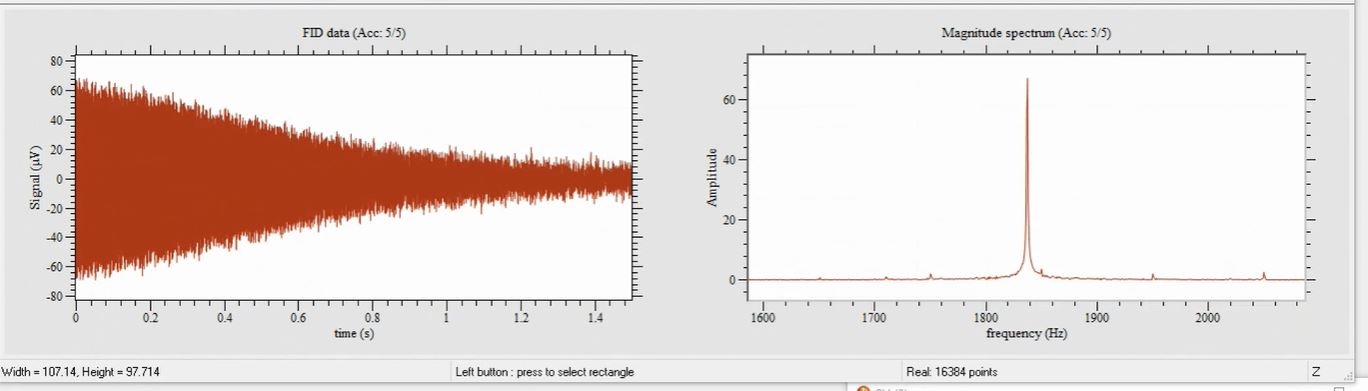 FID data (Acc: 5/5)
80
60
40
20
0
-20
-40
-60
-80
Signal (µV)
0 0.2 0.4 0.6 0.8 1 1.2 1.4
time (s)
Magnitude spectrum (Acc: 5/5)
60
40
20
0
Amplitude
1600 1700 1800 1900 2000
frequency (Hz)
Width = 107.14, Height = 97.714
Left button : press to select rectangle
Real: 16384 points
Z